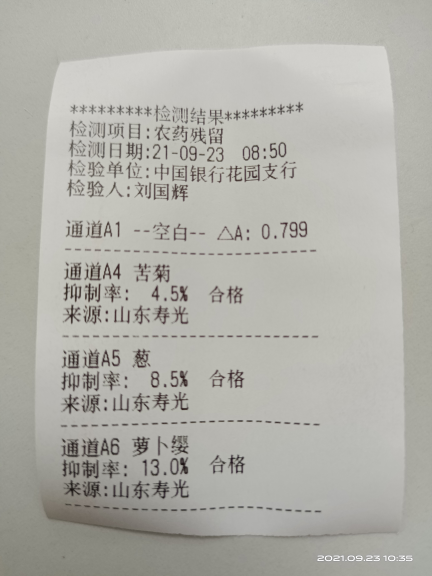 *********检测结果*********
检测项目:农药残留
检测日期:21-09-23 08:50
检验单位:中国银行花园支行
检验人:刘国辉
通道A1 --空白-- △A: 0.799
通道A4 苦菊
抑制率: 4.5% 合格
来源:山东寿光
通道A5 葱
抑制率: 8.5% 合格
来源:山东寿光
通道A6 萝卜缨
抑制率: 13.0% 合格
来源:山东寿光
2021.09.23 10:35